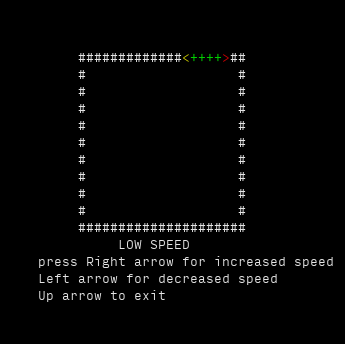 #############<++++>##
# #
# #
# #
# #
# #
# #
# #
# #
# #
#####################
LOW SPEED
press Right arrow for increased speed
Left arrow for decreased speed
Up arrow to exit